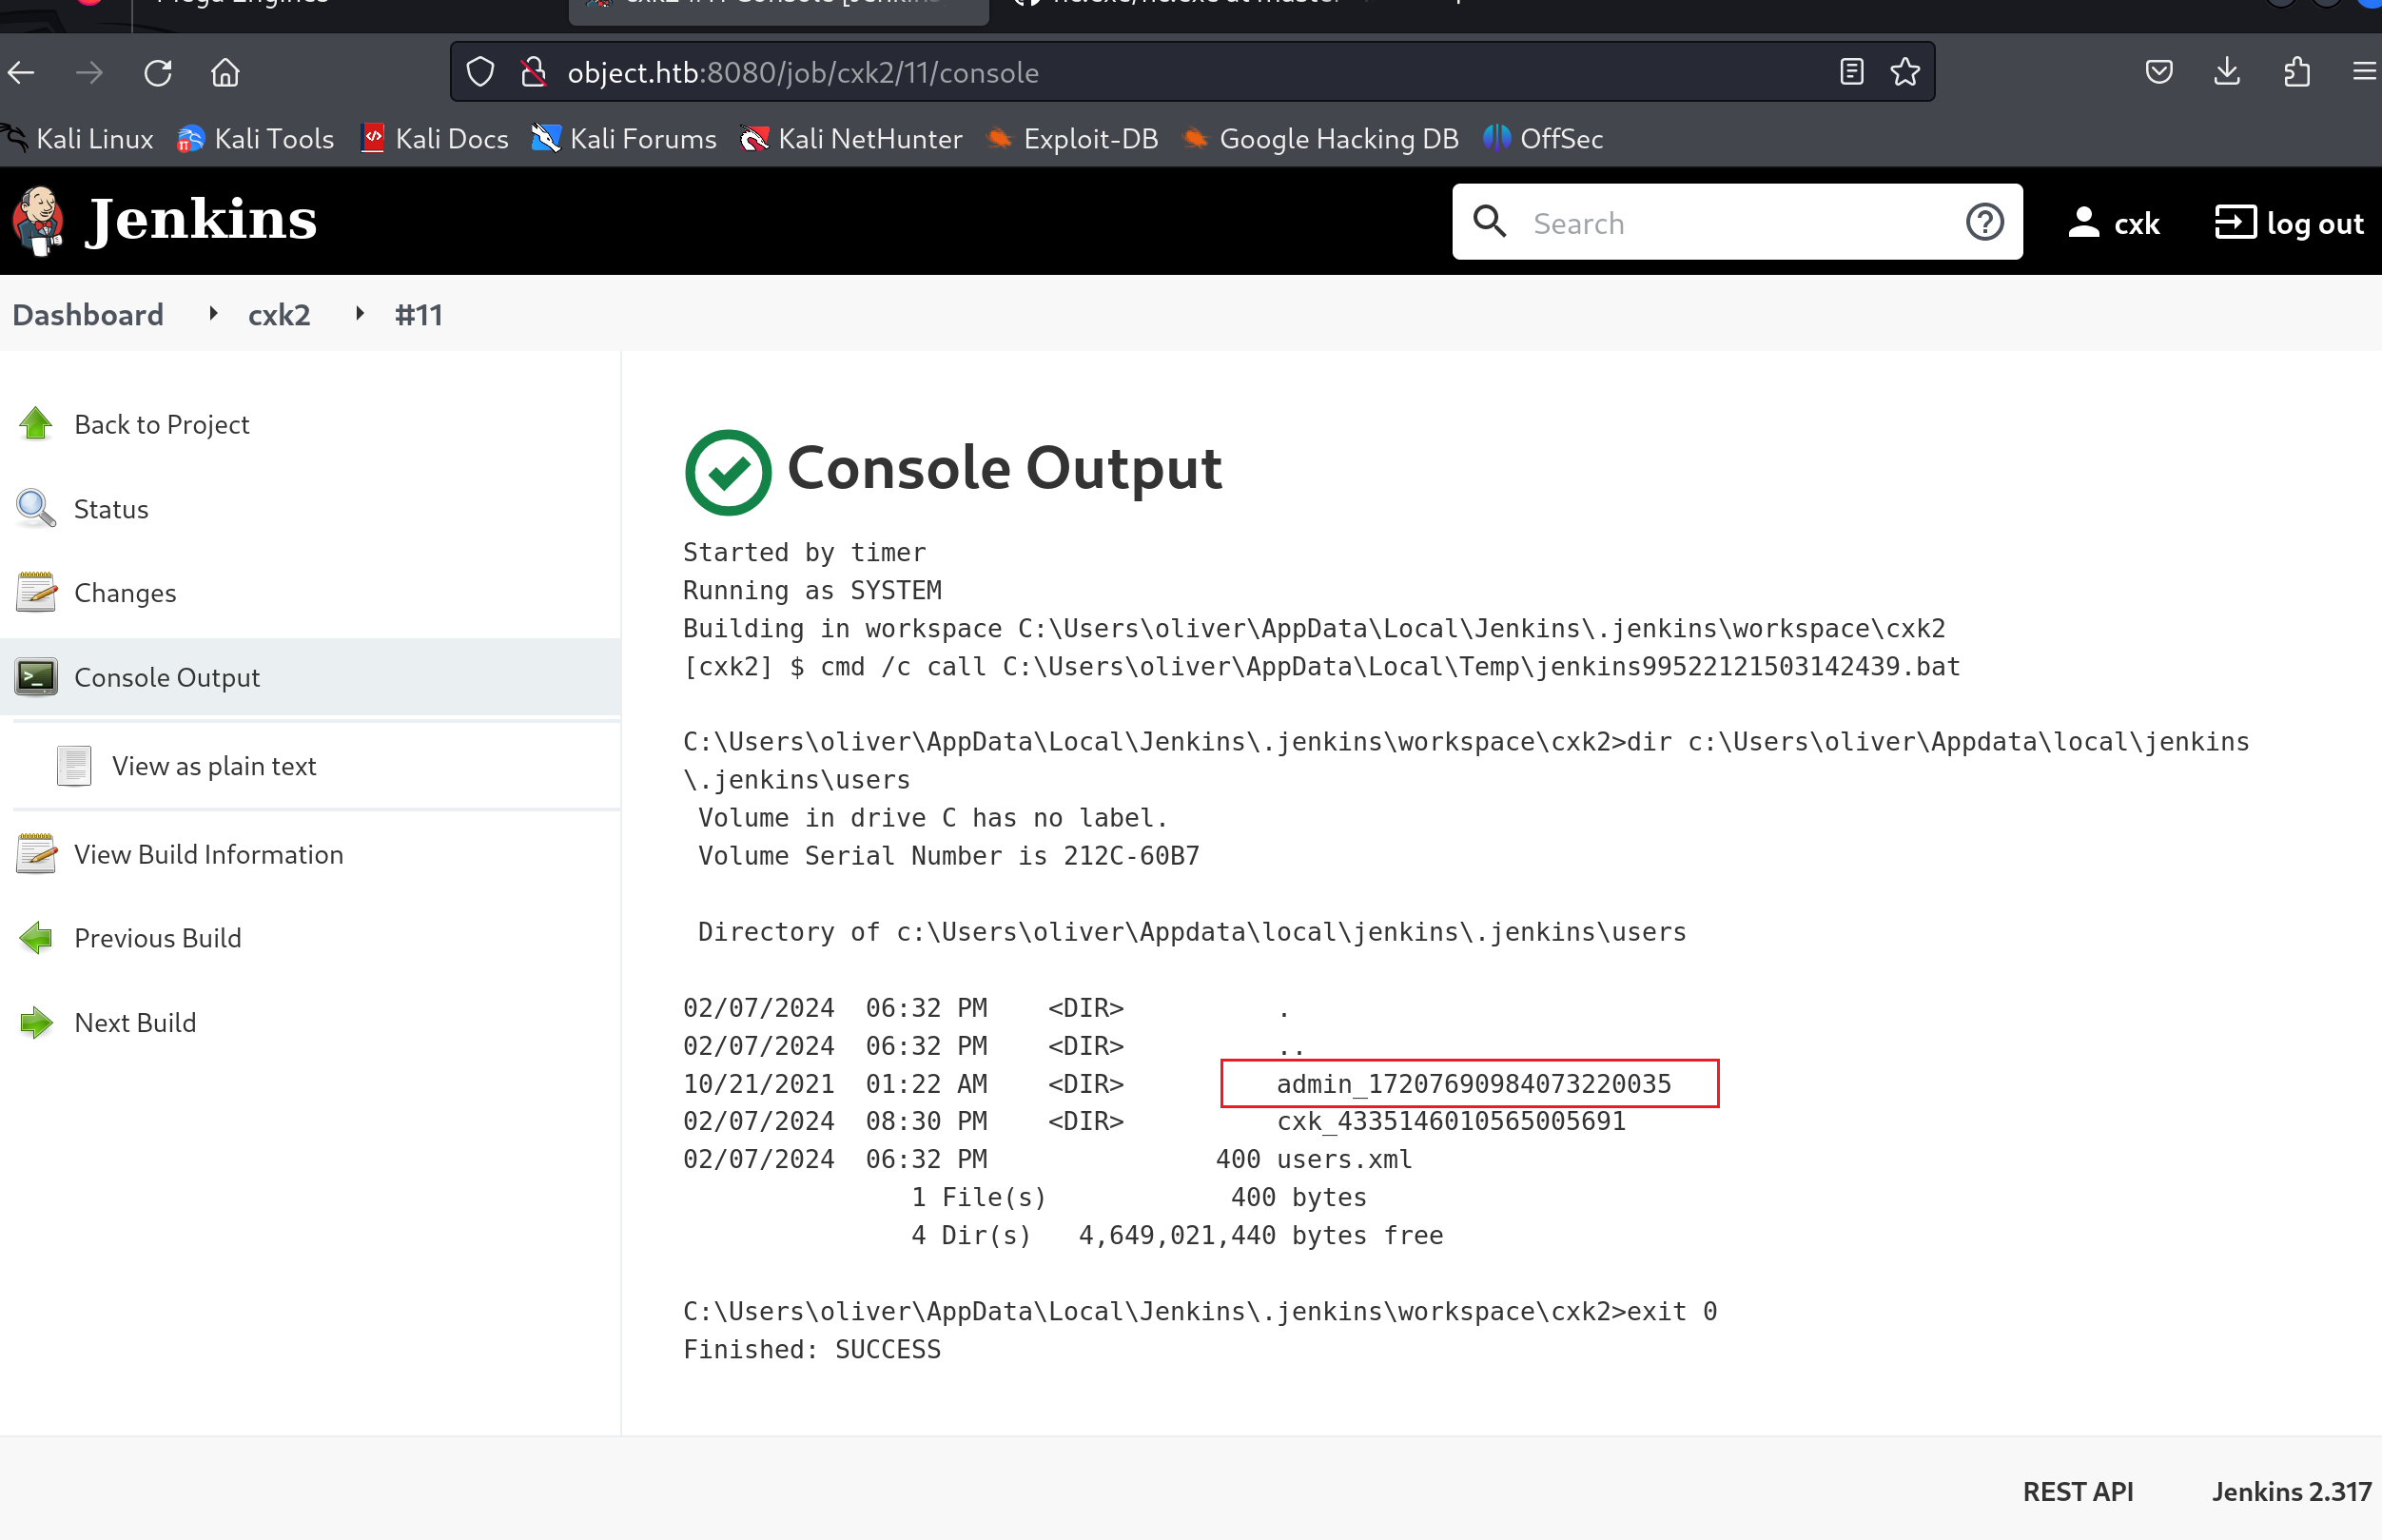 object.htb:8080/job/cxk2/11/console
Kali Linux Kali Tools Kali Docs Kali Forums Kali NetHunter Exploit-DB Google Hacking DB OffSec
Jenkins Search cxk log out
Dashboard cxk2 #11
Back to Project
Status
Changes
Console Output
View as plain text
View Build Information
Previous Build
Next Build
Console Output
Started by timer
Running as SYSTEM
Building in workspace C:\Users\oliver\AppData\Local\Jenkins\.jenkins\workspace\cxk2
[cxk2] $ cmd /c call C:\Users\oliver\AppData\Local\Temp\jenkins99522121503142439.bat
C:\Users\oliver\AppData\Local\Jenkins\.jenkins\workspace\cxk2>dir c:\Users\oliver\Appdata\local\jenkins
\.jenkins\users
Volume in drive C has no label.
Volume Serial Number is 212C-60B7
Directory of c:\Users\oliver\Appdata\local\jenkins\.jenkins\users
02/07/2024  06:32 PM    <DIR>          .
02/07/2024  06:32 PM    <DIR>          ..
10/21/2021  01:22 AM    <DIR>          admin_17207690984073220035
02/07/2024  08:30 PM    <DIR>          cxk_4335146010565005691
02/07/2024  06:32 PM               400 users.xml
1 File(s)            400 bytes
4 Dir(s)   4,649,021,440 bytes free
C:\Users\oliver\AppData\Local\Jenkins\.jenkins\workspace\cxk2>exit 0
Finished: SUCCESS
REST API Jenkins 2.317